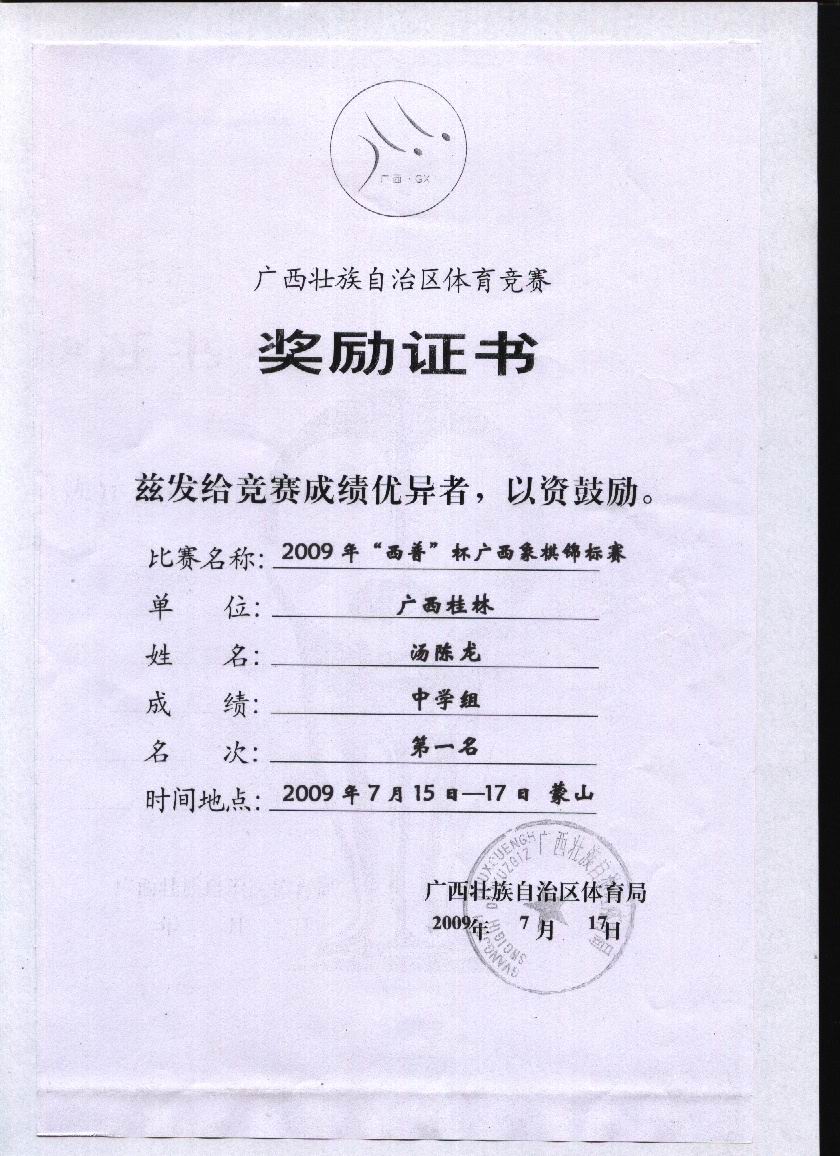 广西·GX
广西壮族自治区体育竞赛
奖励证书
兹发给竞赛成绩优异者，以资鼓励。
比赛名称：2009年“西普”杯广西象棋锦标赛
单 位：广西桂林
姓 名：汤陈龙
成 绩：中学组
名 次：第一名
时间地点：2009年7月15日—17日 蒙山
广西壮族自治区体育局
2009年 7月 17日